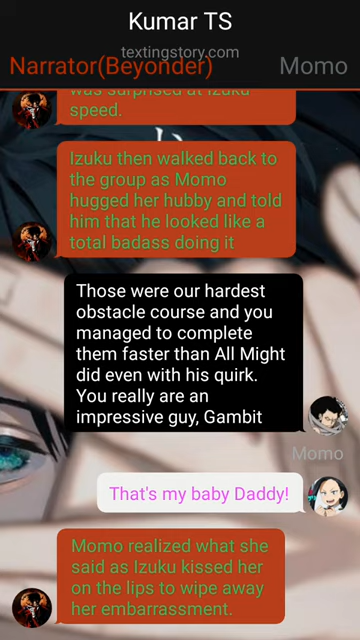 Kumar TS
textingstory.com
Narrator(Beyonder)
Momo
was surprised at Izuku
speed.
Izuku then walked back to
the group as Momo
hugged her hubby and told
him that he looked like a
total badass doing it
Those were our hardest
obstacle course and you
managed to complete
them faster than All Might
did even with his quirk.
You really are an
impressive guy, Gambit
Momo
That's my baby Daddy!
Momo realized what she
said as Izuku kissed her
on the lips to wipe away
her embarrassment.